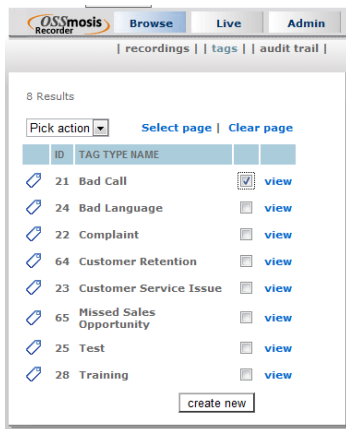 OSSmosis
Recorder
Browse Live Admin
| recordings | | tags | | audit trail |
8 Results
Pick action Select page | Clear page
ID TAG TYPE NAME
21 Bad Call view
24 Bad Language view
22 Complaint view
64 Customer Retention view
23 Customer Service Issue view
65 Missed Sales
Opportunity view
25 Test view
28 Training view
create new